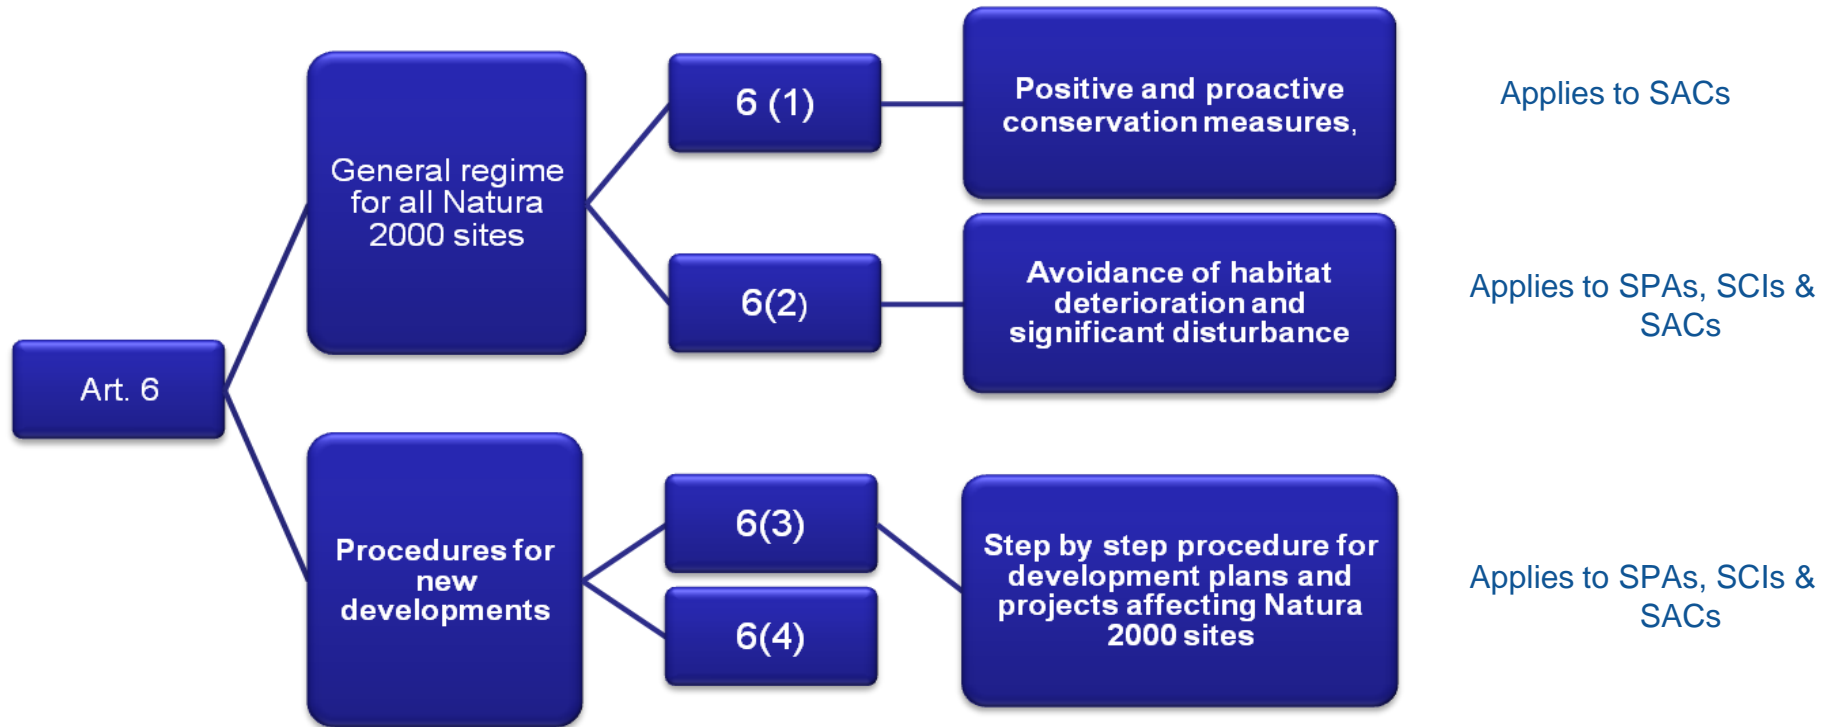 Art. 6
General regime
for all Natura
2000 sites
6 (1)
Positive and proactive
conservation measures,
Applies to SACs
6(2)
Avoidance of habitat
deterioration and
significant disturbance
Applies to SPAs, SCIs &
SACs
Procedures for
new
developments
6(3)
6(4)
Step by step procedure for
development plans and
projects affecting Natura
2000 sites
Applies to SPAs, SCIs &
SACs